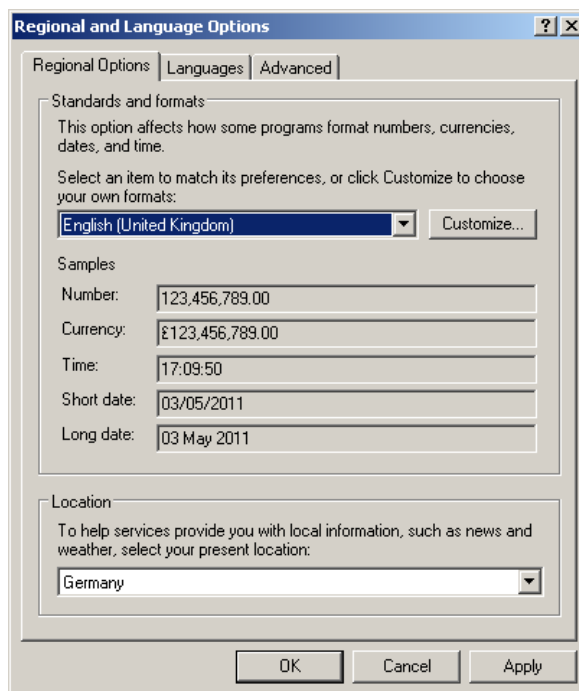 Regional and Language Options
Regional Options
Languages
Advanced
Standards and formats
This option affects how some programs format numbers, currencies,
dates, and time.
Select an item to match its preferences, or click Customize to choose
your own formats:
English (United Kingdom)
Customize...
Samples
Number:
123,456,789.00
Currency:
£123,456,789.00
Time:
17:09:50
Short date:
03/05/2011
Long date:
03 May 2011
Location
To help services provide you with local information, such as news and
weather, select your present location:
Germany
OK
Cancel
Apply